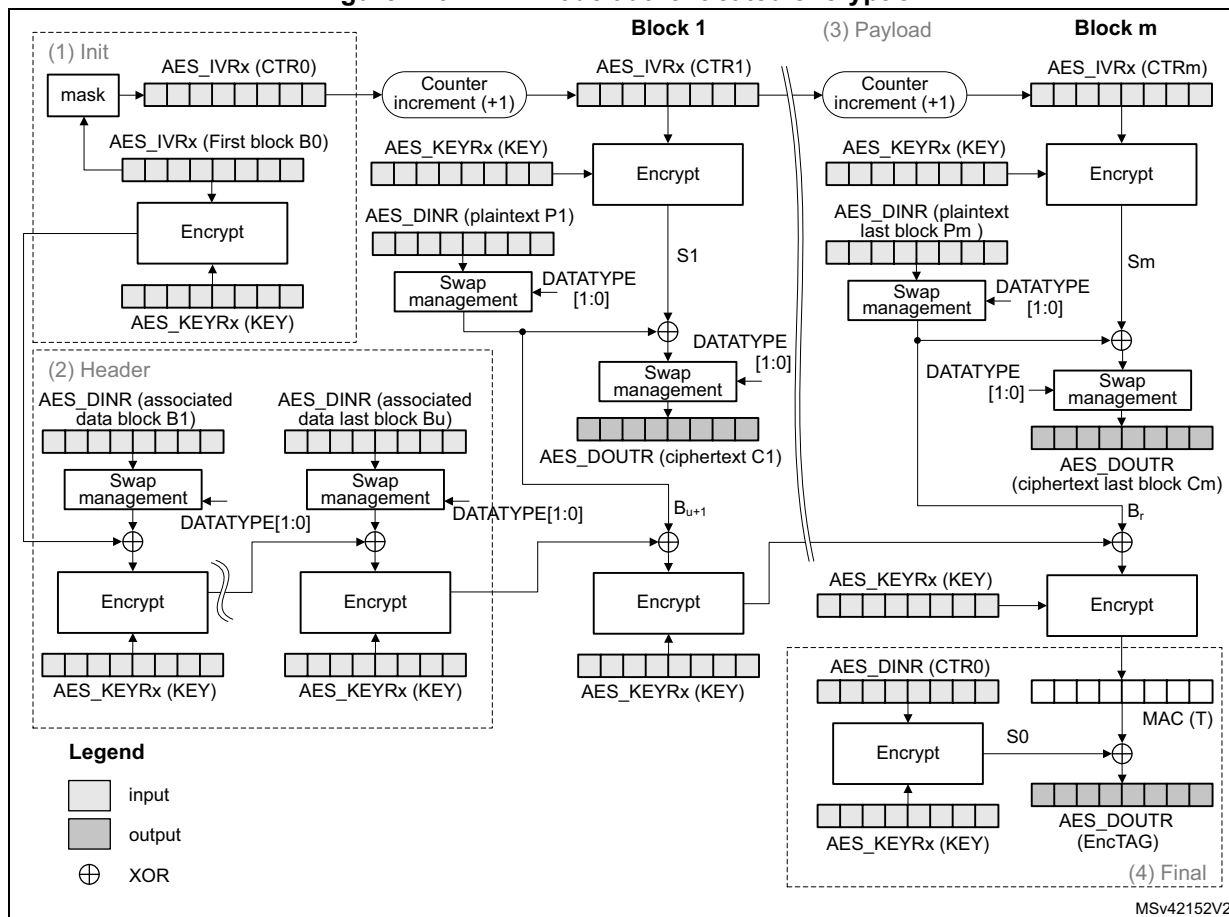 (1) Init
mask
AES_IVRx (CTR0)
AES_IVRx (First block B0)
Encrypt
AES_KEYRx (KEY)
Counter
increment (+1)
Block 1
AES_IVRx (CTR1)
AES_KEYRx (KEY)
Encrypt
AES_DINR (plaintext P1)
Swap
management
DATATYPE
[1:0]
S1
DATATYPE
[1:0]
Swap
management
AES_DOUTR (ciphertext C1)
(3) Payload
Counter
increment (+1)
Block m
AES_IVRx (CTRm)
AES_KEYRx (KEY)
Encrypt
AES_DINR (plaintext
last block Pm )
Swap
management
DATATYPE
[1:0]
Sm
DATATYPE
[1:0]
Swap
management
AES_DOUTR
(ciphertext last block Cm)
(2) Header
AES_DINR (associated
data block B1)
Swap
management
DATATYPE[1:0]
Encrypt
AES_KEYRx (KEY)
AES_DINR (associated
data last block Bu)
Swap
management
DATATYPE[1:0]
Encrypt
AES_KEYRx (KEY)
Bu+1
Encrypt
AES_KEYRx (KEY)
Br
AES_KEYRx (KEY)
Encrypt
AES_DINR (CTR0)
Encrypt
S0
AES_KEYRx (KEY)
MAC (T)
AES_DOUTR
(EncTAG)
(4) Final
Legend
input
output
XOR
MSv42152V2